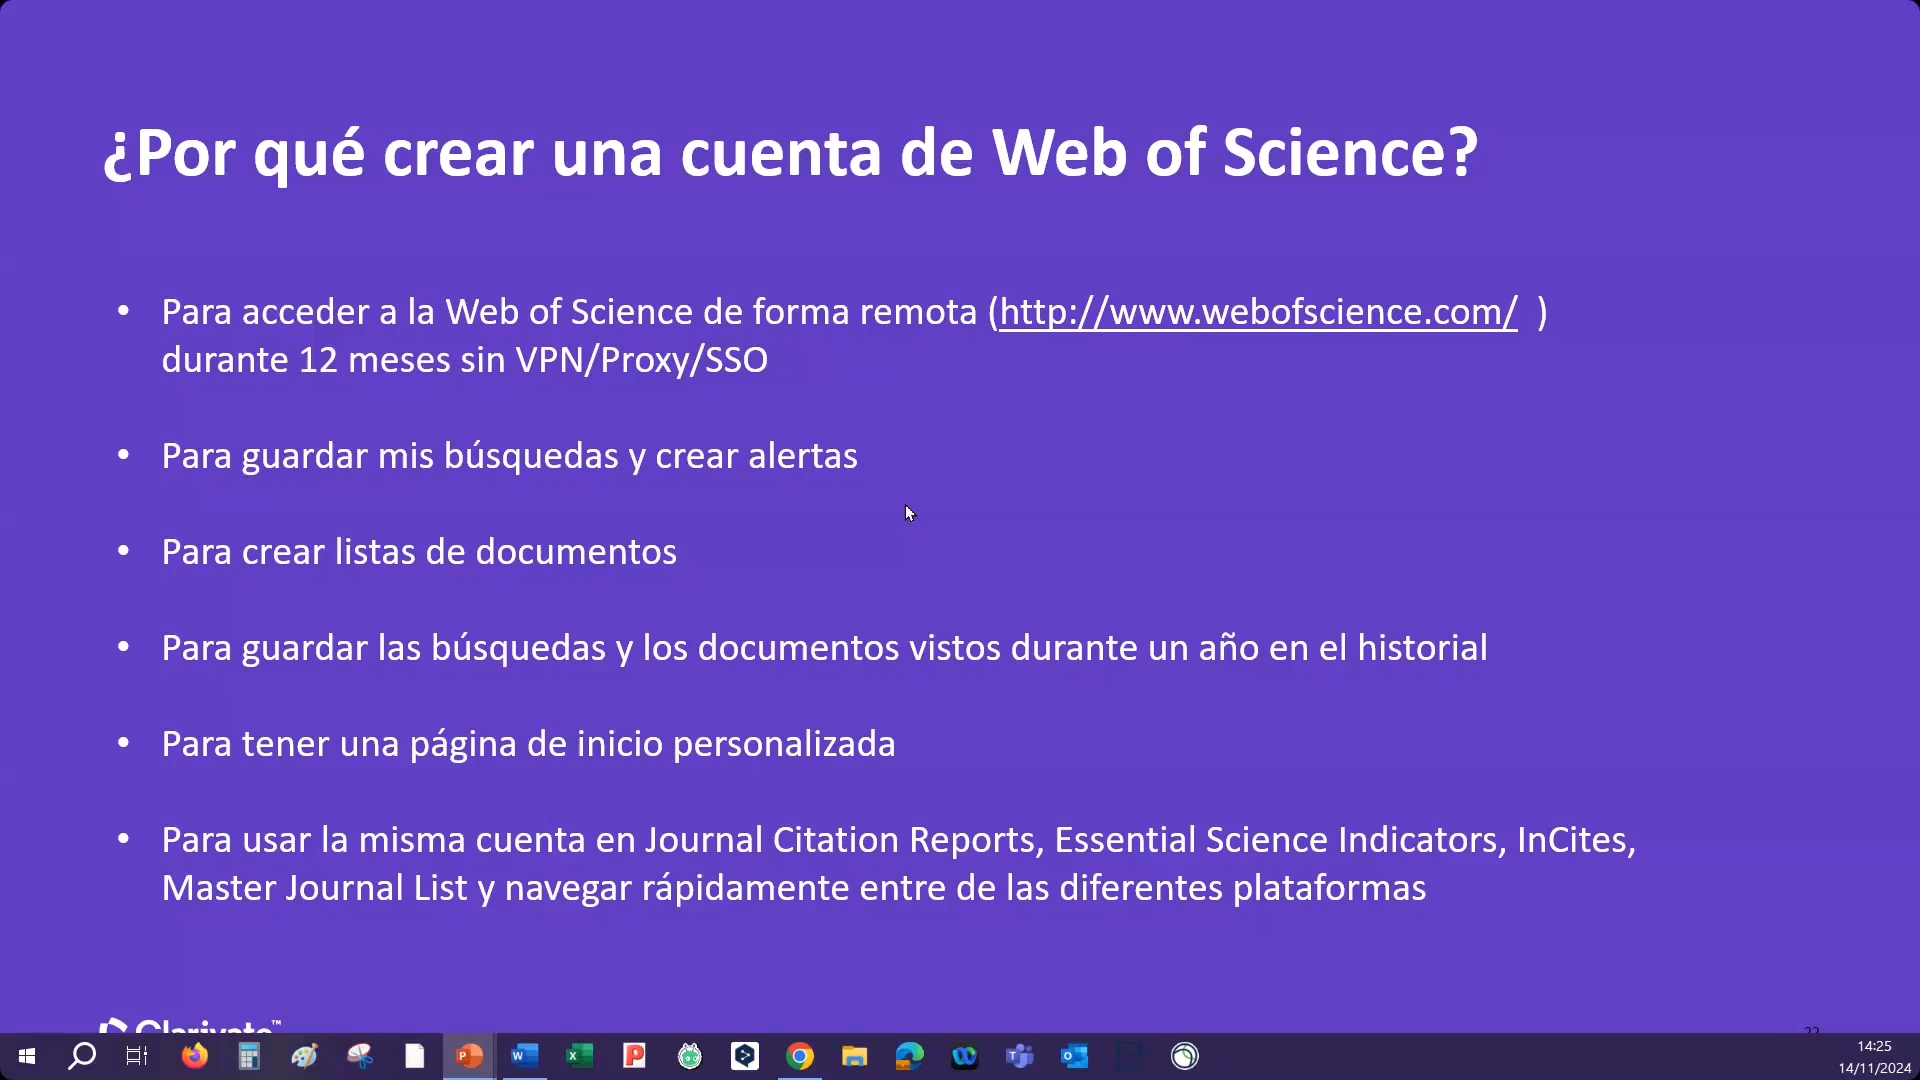 ¿Por qué crear una cuenta de Web of Science?
• Para acceder a la Web of Science de forma remota (http://www.webofscience.com/ )
durante 12 meses sin VPN/Proxy/SSO
• Para guardar mis búsquedas y crear alertas
• Para crear listas de documentos
• Para guardar las búsquedas y los documentos vistos durante un año en el historial
• Para tener una página de inicio personalizada
• Para usar la misma cuenta en Journal Citation Reports, Essential Science Indicators, InCites,
Master Journal List y navegar rápidamente entre de las diferentes plataformas
Clarivate™
14:25
14/11/2024